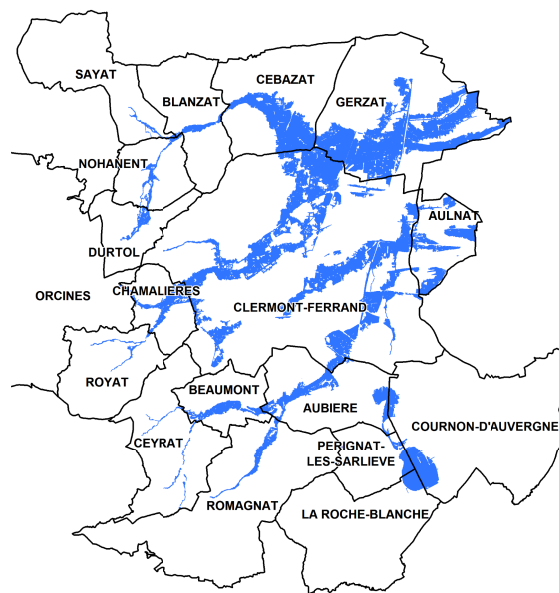 SAYAT
CEBAZAT
BLANZAT
GERZAT
NOHANENT
AULNAT
DURTOL
ORCINES
CHAMALIERES
CLERMONT-FERRAND
ROYAT
BEAUMONT
AUBIERE
COURNON-D'AUVERGNE
CEYRAT
PERIGNAT-
LES-SARLIEVE
ROMAGNAT
LA ROCHE-BLANCHE